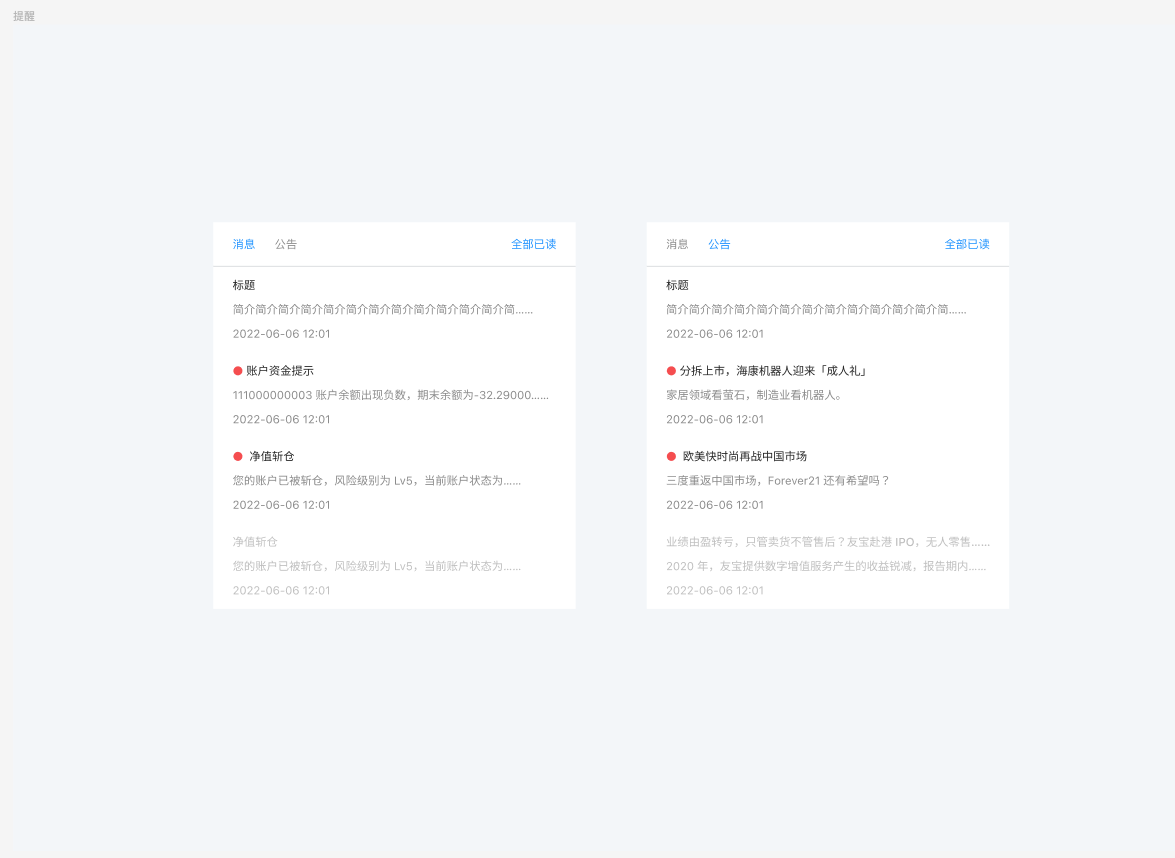 提醒
消息 公告 全部已读
标题
简介简介简介简介简介简介简介简介简介简介简介简介简......
2022-06-06 12:01
账户资金提示
111000000003 账户余额出现负数，期末余额为-32.29000......
2022-06-06 12:01
净值斩仓
您的账户已被斩仓，风险级别为 Lv5，当前账户状态为......
2022-06-06 12:01
净值斩仓
您的账户已被斩仓，风险级别为 Lv5，当前账户状态为......
2022-06-06 12:01
消息 公告 全部已读
标题
简介简介简介简介简介简介简介简介简介简介简介简介简......
2022-06-06 12:01
分拆上市，海康机器人迎来「成人礼」
家居领域看萤石，制造业看机器人。
2022-06-06 12:01
欧美快时尚再战中国市场
三度重返中国市场，Forever21 还有希望吗？
2022-06-06 12:01
业绩由盈转亏，只管卖货不管售后？友宝赴港 IPO，无人零售......
2020 年，友宝提供数字增值服务产生的收益锐减，报告期内......
2022-06-06 12:01